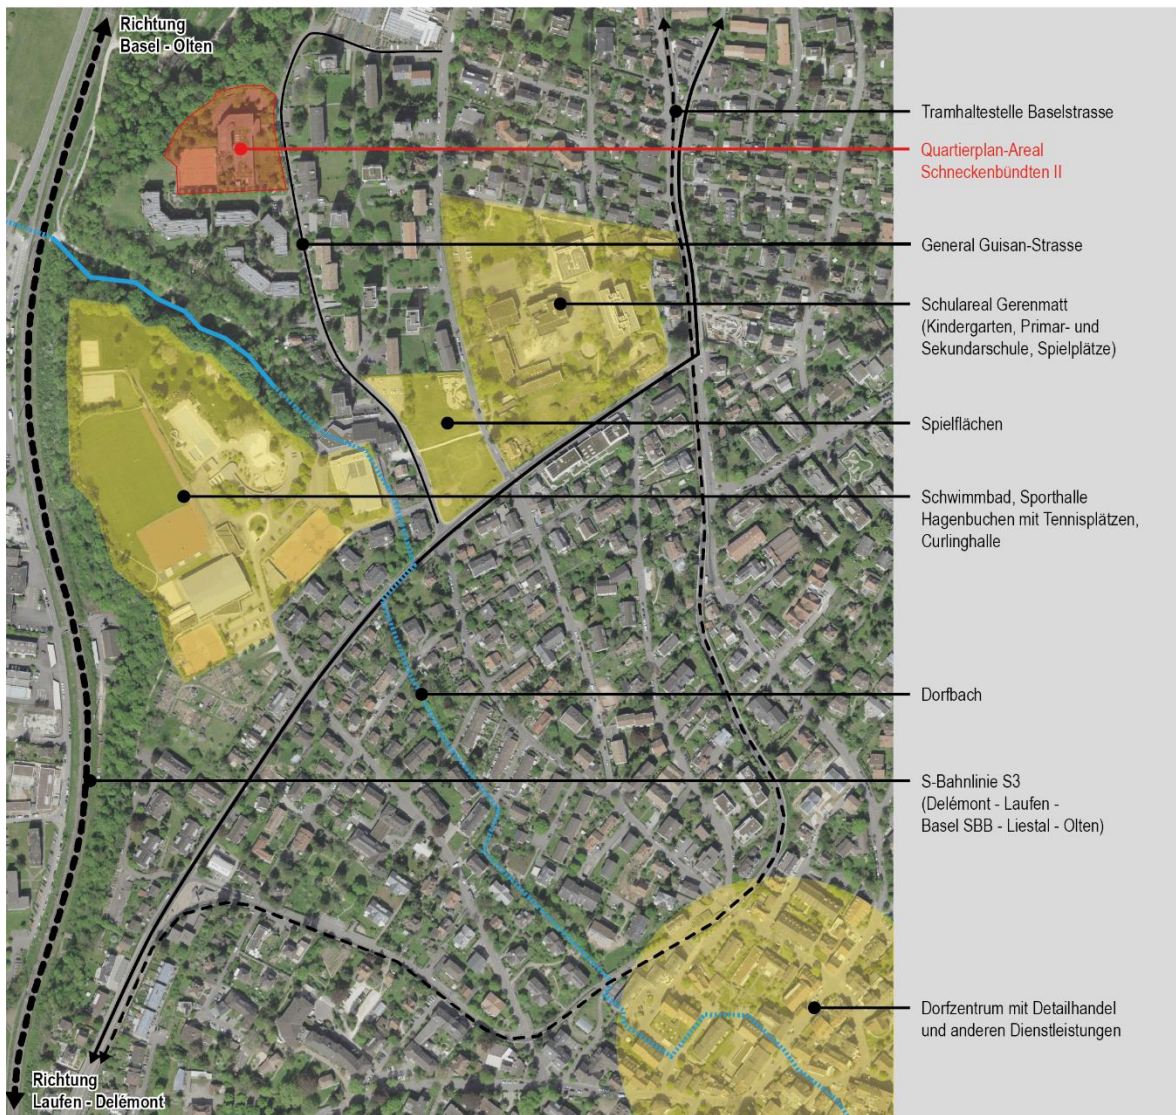 Richtung
Basel - Olten
Tramhaltestelle Baselstrasse
Quartierplan-Areal
Schneckenbündten II
General Guisan-Strasse
Schulareal Gerenmatt
(Kindergarten, Primar- und
Sekundarschule, Spielplätze)
Spielflächen
Schwimmbad, Sporthalle
Hagenbuchen mit Tennisplätzen,
Curlinghalle
Dorfbach
S-Bahnlinie S3
(Delémont - Laufen -
Basel SBB - Liestal - Olten)
Dorfzentrum mit Detailhandel
und anderen Dienstleistungen
Richtung
Laufen - Delémont